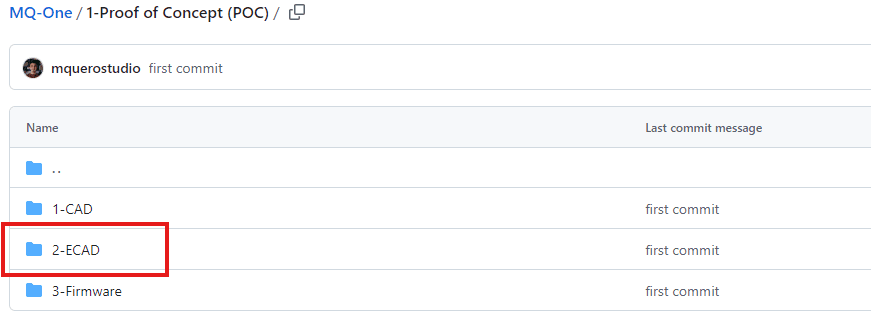 MQ-One / 1-Proof of Concept (POC) /
mquerostudio first commit
Name Last commit message
..
1-CAD first commit
2-ECAD first commit
3-Firmware first commit